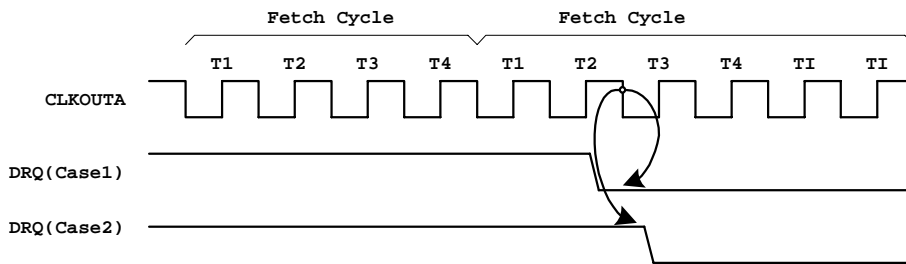 Fetch Cycle Fetch Cycle
T1 T2 T3 T4 T1 T2 T3 T4 TI TI
CLKOUTA
DRQ(Case1)
DRQ(Case2)